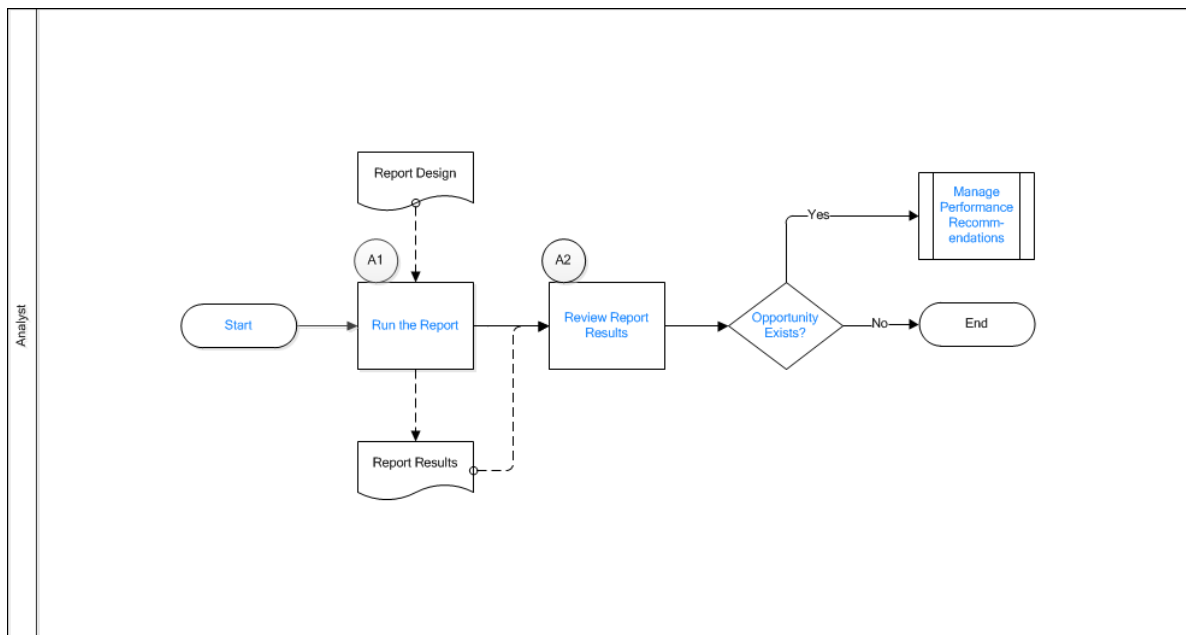 Analyst
Report Design
A1
A2
Start
Run the Report
Review Report
Results
Opportunity
Exists?
Yes
Manage
Performance
Recomm-
endations
No
End
Report Results